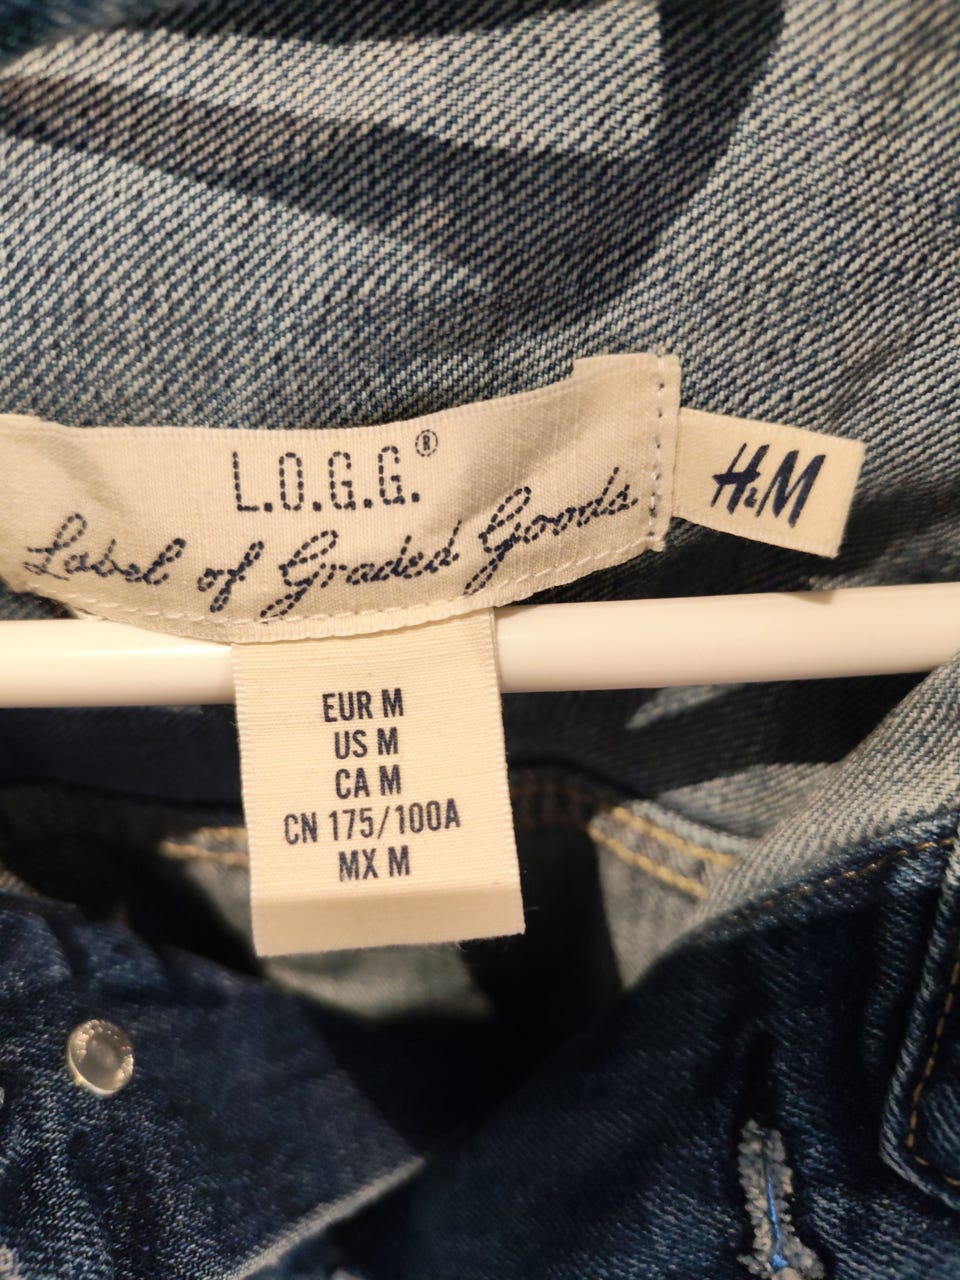 L.O.G.G.®
Label of Graded Goods
H&M
EUR M
US M
CA M
CN 175/100A
MX M